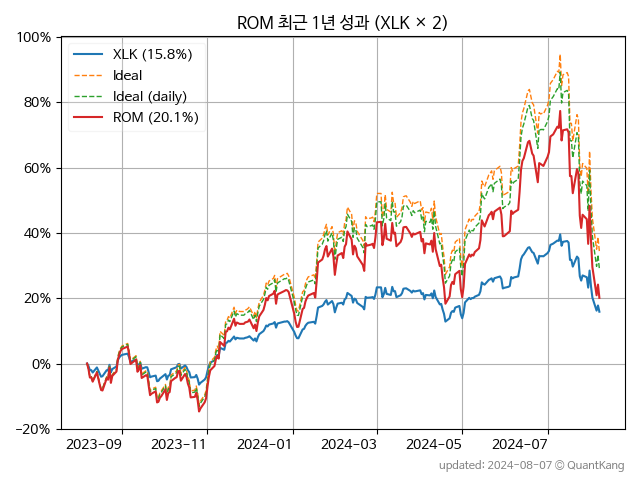 ROM 최근 1년 성과 (XLK × 2)
100%
80%
60%
40%
20%
0%
−20%
XLK (15.8%)
Ideal
Ideal (daily)
ROM (20.1%)
2023-09
2023-11
2024-01
2024-03
2024-05
2024-07
updated: 2024-08-07 © QuantKang